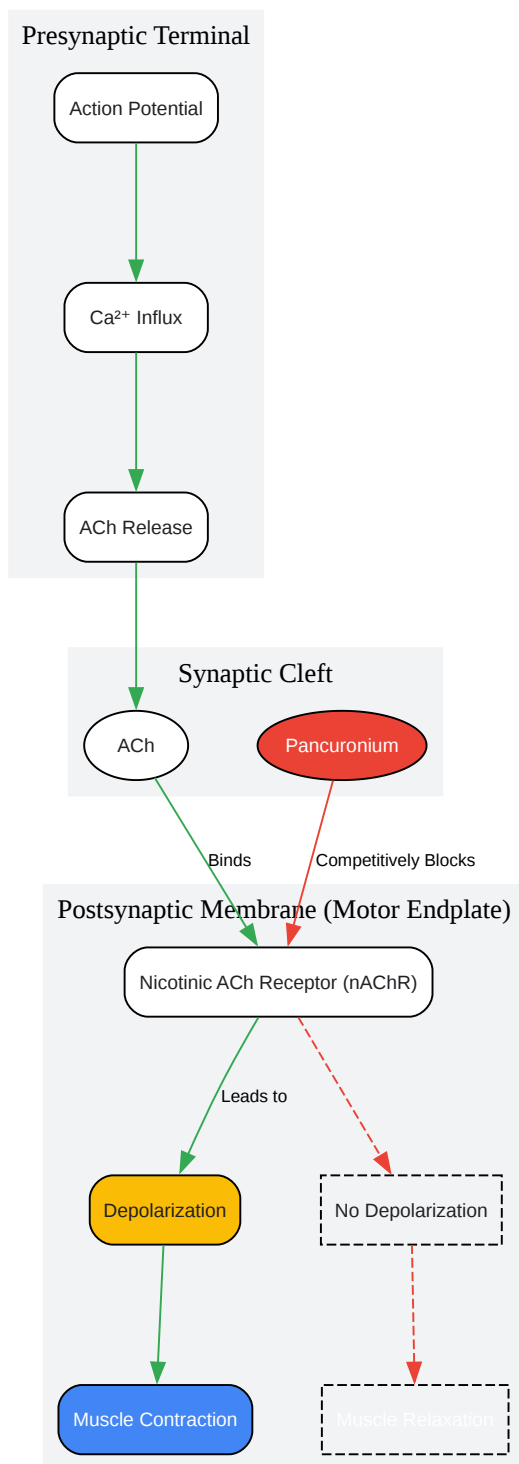 Presynaptic Terminal
Action Potential
Ca²⁺ Influx
ACh Release
Synaptic Cleft
ACh
Pancuronium
Binds
Competitively Blocks
Postsynaptic Membrane (Motor Endplate)
Nicotinic ACh Receptor (nAChR)
Leads to
Depolarization
No Depolarization
Muscle Contraction
Muscle Relaxation